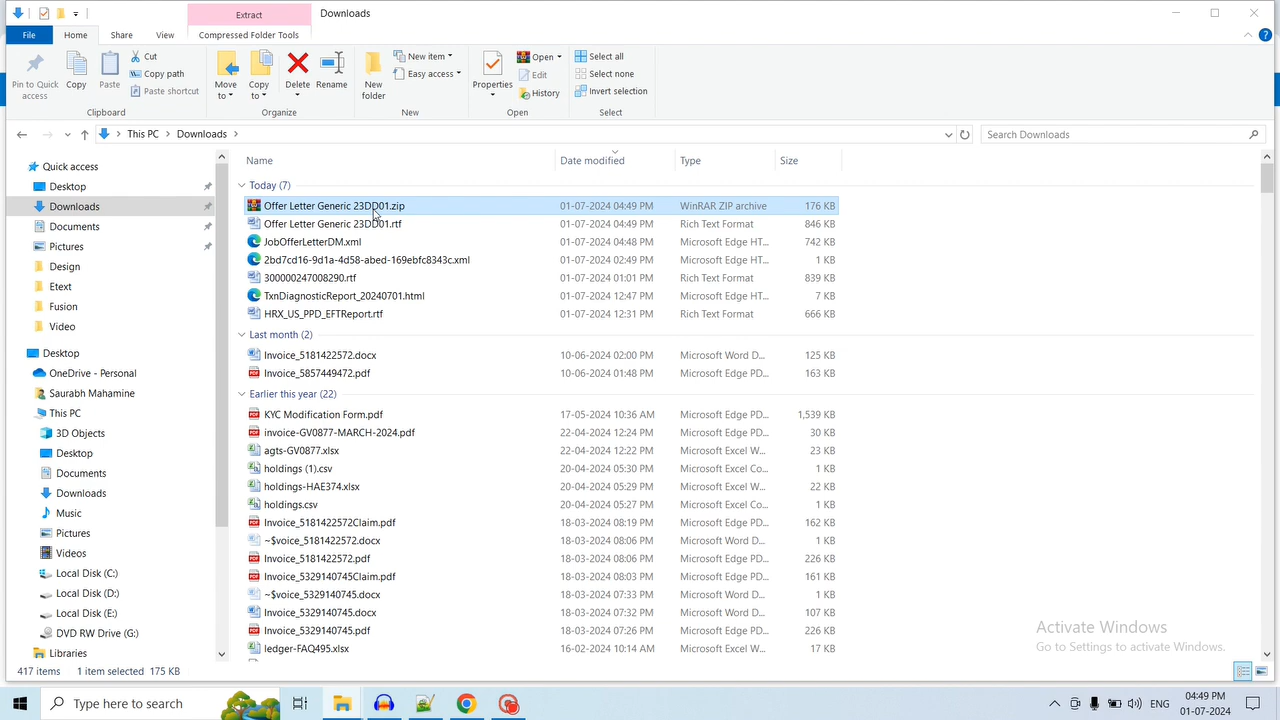 Extract
Downloads
File
Home
Share
View
Compressed Folder Tools
Pin to Quick access
Copy
Paste
Cut
Copy path
Paste shortcut
Clipboard
Move to
Copy to
Delete
Rename
Organize
New folder
New item
Easy access
New
Properties
Open
Edit
History
Open
Select all
Select none
Invert selection
Select
This PC > Downloads >
Search Downloads
Quick access
Desktop
Downloads
Documents
Pictures
Design
Etext
Fusion
Video
Desktop
OneDrive - Personal
Saurabh Mahamine
This PC
3D Objects
Desktop
Documents
Downloads
Music
Pictures
Videos
Local Disk (C:)
Local Disk (D:)
Local Disk (E:)
DVD RW Drive (G:)
Libraries
Name Date modified Type Size
Today (7)
Offer Letter Generic 23DD01.zip 01-07-2024 04:49 PM WinRAR ZIP archive 176 KB
Offer Letter Generic 23DD01.rtf 01-07-2024 04:49 PM Rich Text Format 846 KB
JobOfferLetterDM.xml 01-07-2024 04:48 PM Microsoft Edge HT... 742 KB
2bd7cd16-9d1a-4d58-abed-169ebfc8343c.xml 01-07-2024 02:49 PM Microsoft Edge HT... 1 KB
300000247008290.rtf 01-07-2024 01:01 PM Rich Text Format 839 KB
TxnDiagnosticReport_20240701.html 01-07-2024 12:47 PM Microsoft Edge HT... 7 KB
HRX_US_PPD_EFTReport.rtf 01-07-2024 12:31 PM Rich Text Format 666 KB
Last month (2)
Invoice_5181422572.docx 10-06-2024 02:00 PM Microsoft Word D... 125 KB
Invoice_5857449472.pdf 10-06-2024 01:48 PM Microsoft Edge PD... 163 KB
Earlier this year (22)
KYC Modification Form.pdf 17-05-2024 10:36 AM Microsoft Edge PD... 1,539 KB
invoice-GV0877-MARCH-2024.pdf 22-04-2024 12:24 PM Microsoft Edge PD... 30 KB
agts-GV0877.xlsx 22-04-2024 12:22 PM Microsoft Excel W... 23 KB
holdings (1).csv 20-04-2024 05:30 PM Microsoft Excel Co... 1 KB
holdings-HAE374.xlsx 20-04-2024 05:29 PM Microsoft Excel W... 22 KB
holdings.csv 20-04-2024 05:27 PM Microsoft Excel Co... 1 KB
Invoice_5181422572Claim.pdf 18-03-2024 08:19 PM Microsoft Edge PD... 162 KB
~$voice_5181422572.docx 18-03-2024 08:06 PM Microsoft Word D... 1 KB
Invoice_5181422572.pdf 18-03-2024 08:06 PM Microsoft Edge PD... 226 KB
Invoice_5329140745Claim.pdf 18-03-2024 08:03 PM Microsoft Edge PD... 161 KB
~$voice_5329140745.docx 18-03-2024 07:33 PM Microsoft Word D... 1 KB
Invoice_5329140745.docx 18-03-2024 07:32 PM Microsoft Word D... 107 KB
Invoice_5329140745.pdf 18-03-2024 07:26 PM Microsoft Edge PD... 226 KB
ledger-FAQ495.xlsx 16-02-2024 10:14 AM Microsoft Excel W... 17 KB
Activate Windows
Go to Settings to activate Windows.
417 items 1 item selected 175 KB
Type here to search
ENG
04:49 PM
01-07-2024